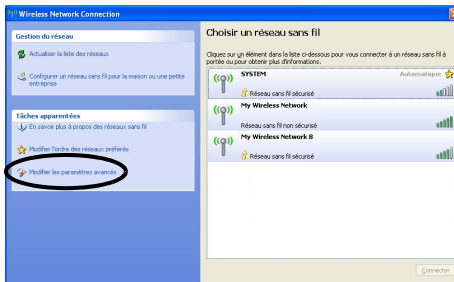 Wireless Network Connection
Gestion du réseau
Actualiser la liste des réseaux
Configurer un réseau sans fil pour la maison ou une petite
entreprise
Tâches apparentées
En savoir plus à propos des réseaux sans fil
Modifier l'ordre des réseaux préférés
Modifier les paramètres avancés
Choisir un réseau sans fil
Cliquez sur un élément dans la liste ci-dessous pour vous connecter à un réseau sans fil à
portée ou pour obtenir plus d'informations.
SYSTEM Automatique
Réseau sans fil sécurisé
My Wireless Network
Réseau sans fil non sécurisé
My Wireless Network B
Réseau sans fil sécurisé
Connecter